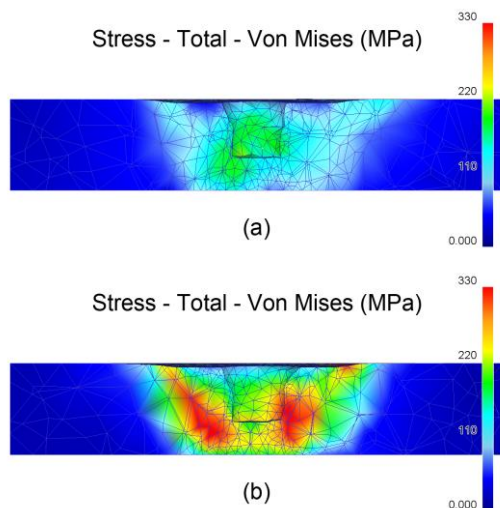 330
Stress - Total - Von Mises (MPa)
220
110
0.000
(a)
330
Stress - Total - Von Mises (MPa)
220
110
0.000
(b)